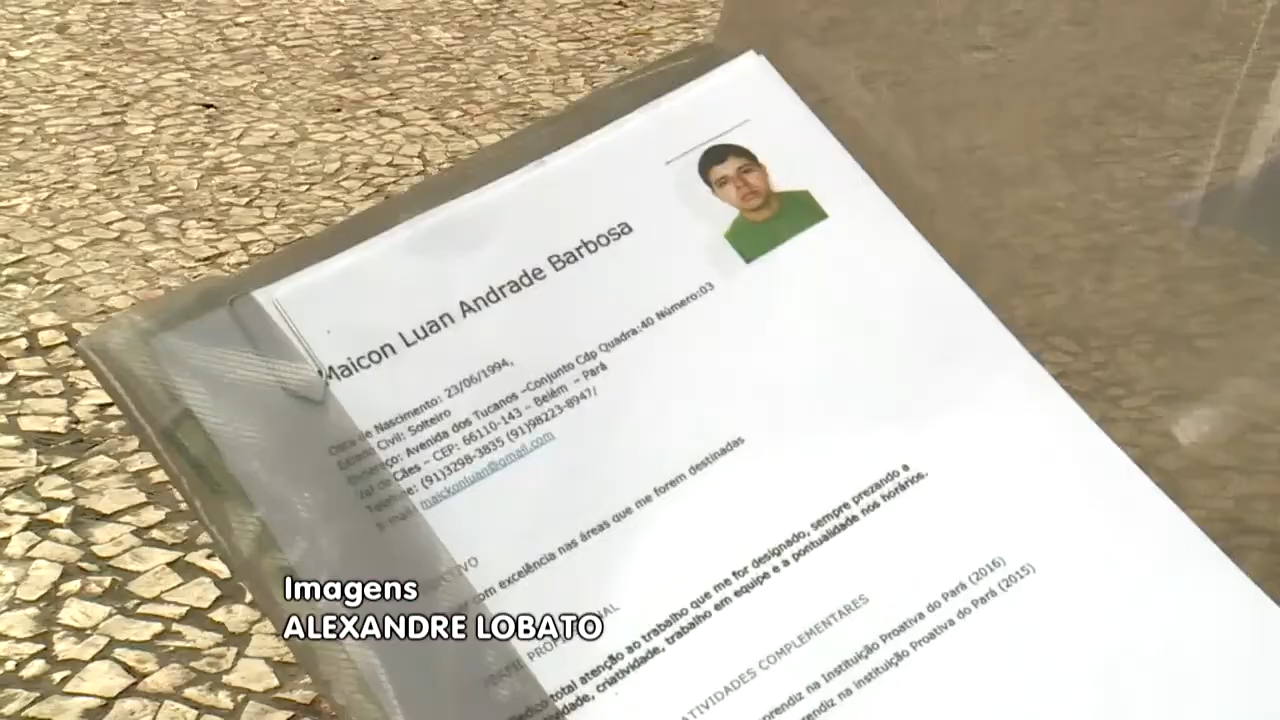 Maicon Luan Andrade Barbosa
Data de Nascimento: 23/06/1994,
Estado Civil: Solteiro
Endereço: Avenida dos Tucanos –Conjunto Cdp Quadra:40 Número:03
Val de Cães – CEP: 66110-143 – Belém – Pará
Telefone: (91)3298-3835 (91)98223-8947/
E-mail: maickonluan@gmail.com
com excelência nas áreas que me forem destinadas
PERFIL PROFISSIONAL
total atenção ao trabalho que me for designado, sempre prezando a
criatividade, trabalho em equipe e a pontualidade nos horários.
ATIVIDADES COMPLEMENTARES
na Instituição Proativa do Pará (2016)
na instituição Proativa do Pará (2015)
Imagens
ALEXANDRE LOBATO